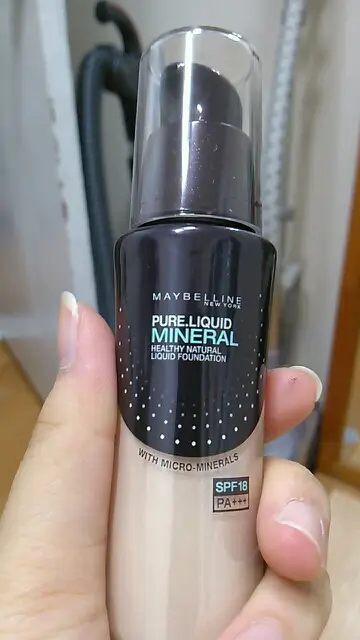 MAYBELLINE
NEW YORK
PURE.LIQUID
MINERAL
HEALTHY NATURAL
LIQUID FOUNDATION
WITH MICRO-MINERALS
SPF18
PA+++